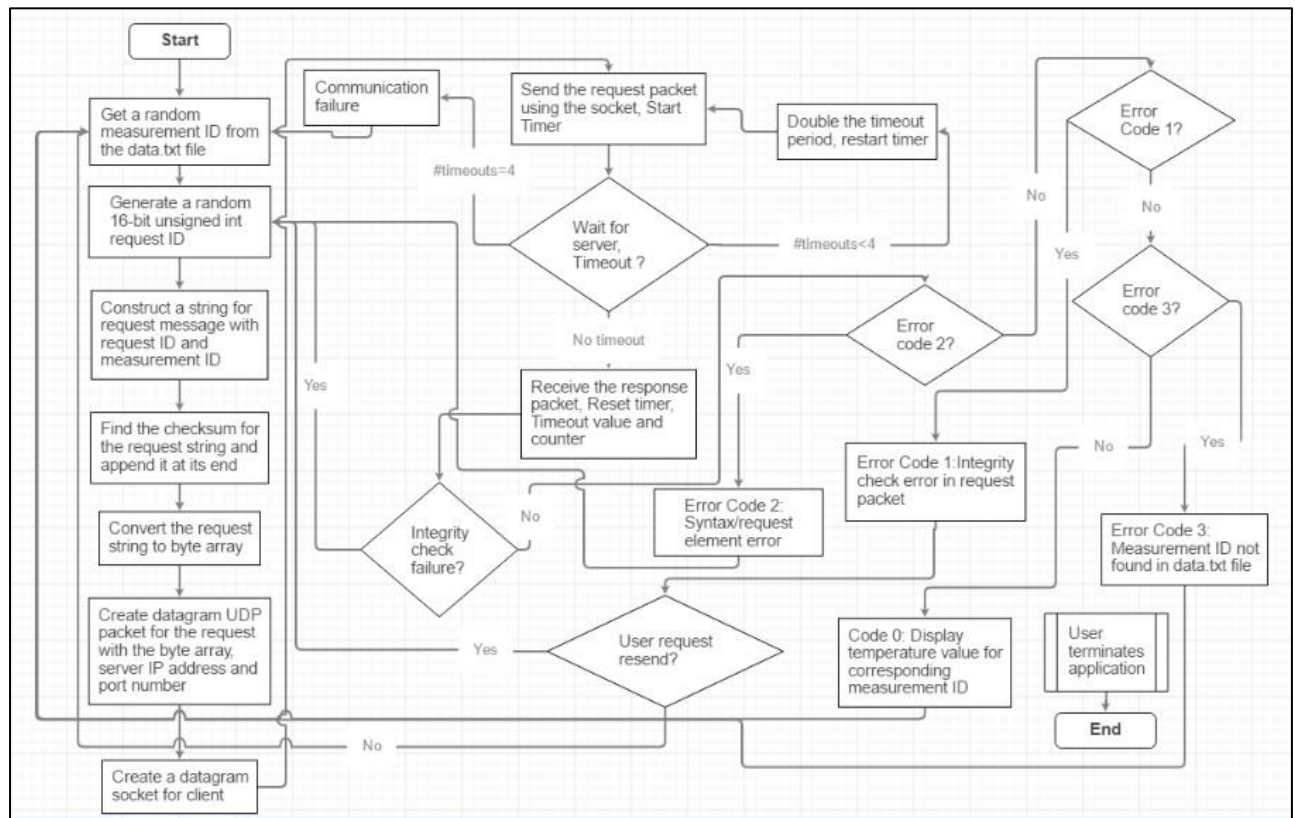 Start
Get a random
measurement ID from
the data.txt file
Generate a random
16-bit unsigned int
request ID
Construct a string for
request message with
request ID and
measurement ID
Find the checksum for
the request string and
append it at its end
Convert the request
string to byte array
Create datagram UDP
packet for the request
with the byte array,
server IP address and
port number
Create a datagram
socket for client
Communication
failure
Send the request packet
using the socket, Start
Timer
Double the timeout
period, restart timer
#timeouts=4
Wait for
server,
Timeout ?
#timeouts<4
No timeout
Receive the response
packet, Reset timer,
Timeout value and
counter
Yes
Integrity
check
failure?
No
Error
code 2?
Yes
No
Error Code 2:
Syntax/request
element error
Error
Code 1?
Yes
No
Error
code 3?
No
Yes
Error Code 1:Integrity
check error in request
packet
Error Code 3:
Measurement ID not
found in data.txt file
User request
resend?
Yes
No
Code 0: Display
temperature value for
corresponding
measurement ID
User
terminates
application
End